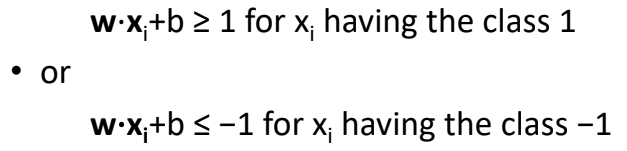 w·xᵢ+b ≥ 1 for xᵢ having the class 1
• or
w·xᵢ+b ≤ −1 for xᵢ having the class −1